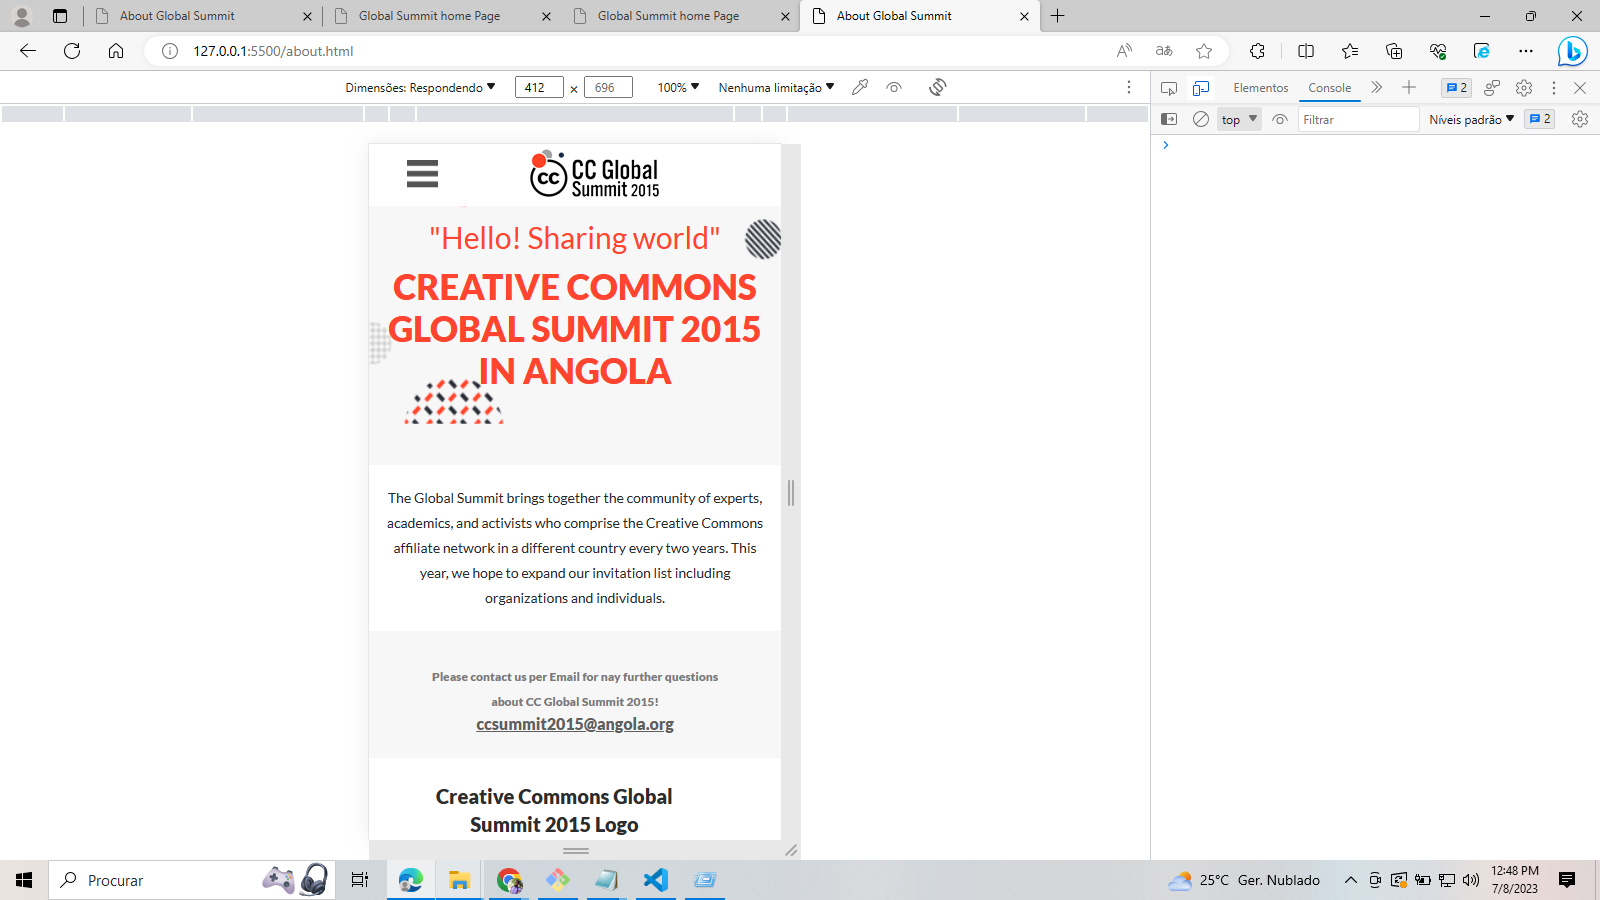 About Global Summit
Global Summit home Page
Global Summit home Page
About Global Summit
127.0.0.1:5500/about.html
Dimensões: Respondendo
412 × 696
100%
Nenhuma limitação
Elementos
Console
2
top
Filtrar
Níveis padrão
2
CC Global
Summit 2015
cc
"Hello! Sharing world"
CREATIVE COMMONS
GLOBAL SUMMIT 2015
IN ANGOLA
The Global Summit brings together the community of experts,
academics, and activists who comprise the Creative Commons
affiliate network in a different country every two years. This
year, we hope to expand our invitation list including
organizations and individuals.
Please contact us per Email for nay further questions
about CC Global Summit 2015!
ccsummit2015@angola.org
Creative Commons Global
Summit 2015 Logo
Procurar
25°C Ger. Nublado
12:48 PM
7/8/2023